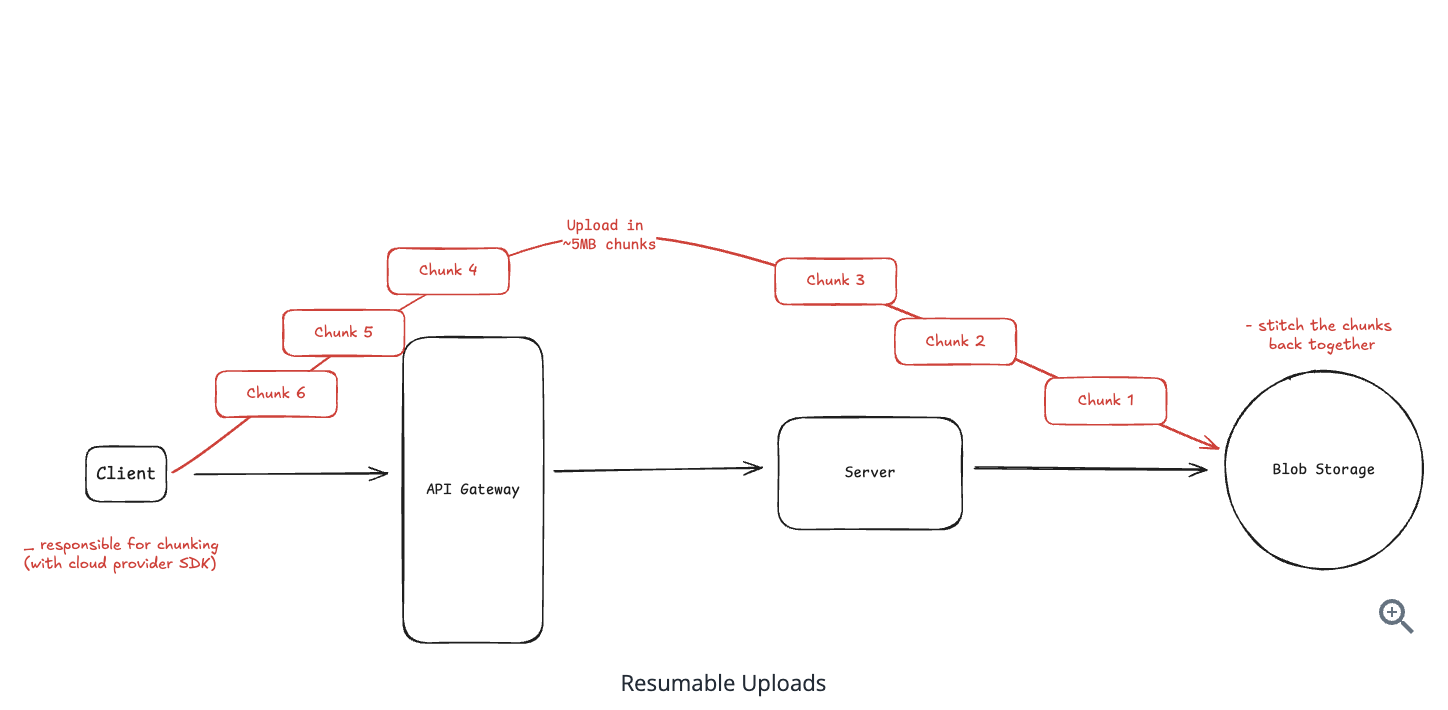 Upload in
~5MB chunks
Chunk 4
Chunk 3
Chunk 5
Chunk 2
- stitch the chunks
back together
Chunk 6
Chunk 1
Client
API Gateway
Server
Blob Storage
_ responsible for chunking
(with cloud provider SDK)
Resumable Uploads